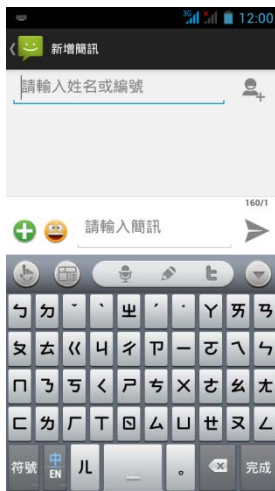 3G 12:00
新增簡訊
請輸入姓名或編號
160/1
請輸入簡訊
ㄅ ㄉ ˇ ˋ ㄓ ˊ ˙ ㄚ ㄞ ㄢ
ㄆ ㄊ ㄍ ㄐ ㄔ ㄗ ㄧ ㄛ ㄟ ㄣ
ㄇ ㄋ ㄎ ㄑ ㄕ ㄘ ㄨ ㄜ ㄠ ㄤ
ㄈ ㄌ ㄏ ㄒ ㄖ ㄙ ㄩ ㄝ ㄡ ㄥ
符號 中 EN ㄦ 。 完成